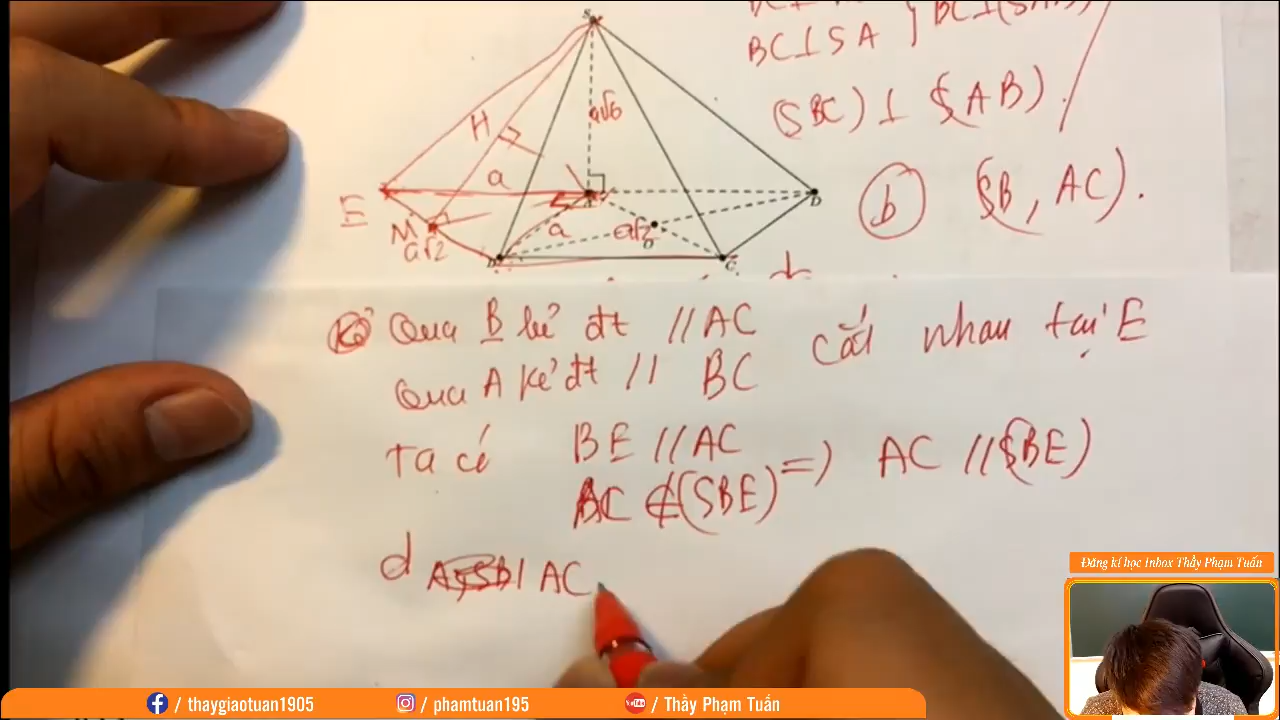 BC ⊥ SA } BC ⊥ (SAB)
(SBC) ⊥ (SAB)
b (SB, AC).
S
H
a√6
E
a
M
a√2
a
a√2
O
D
B
C
Kẻ Qua B kẻ đt // AC
Qua A kẻ đt // BC
cắt nhau tại E
Ta có BE // AC
AC ⊄ (SBE) => AC // (SBE)
d AC
Đăng kí học Inbox Thầy Phạm Tuấn
/ thaygiaotuan1905
/ phamtuan195
/ Thầy Phạm Tuấn